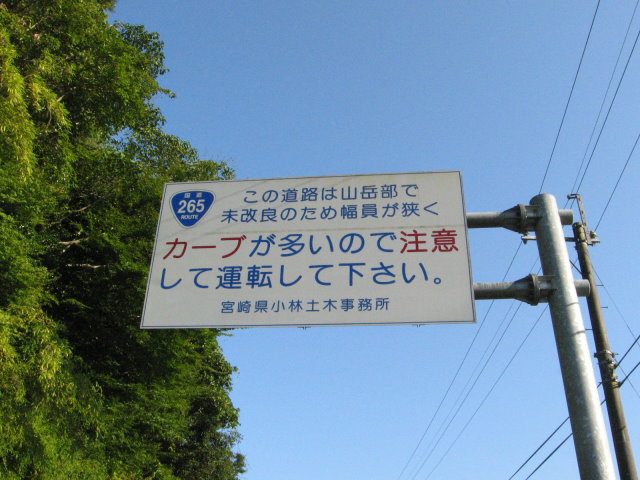 国道
265
ROUTE
この道路は山岳部で
未改良のため幅員が狭く
カーブが多いので注意
して運転して下さい。
宮崎県小林土木事務所